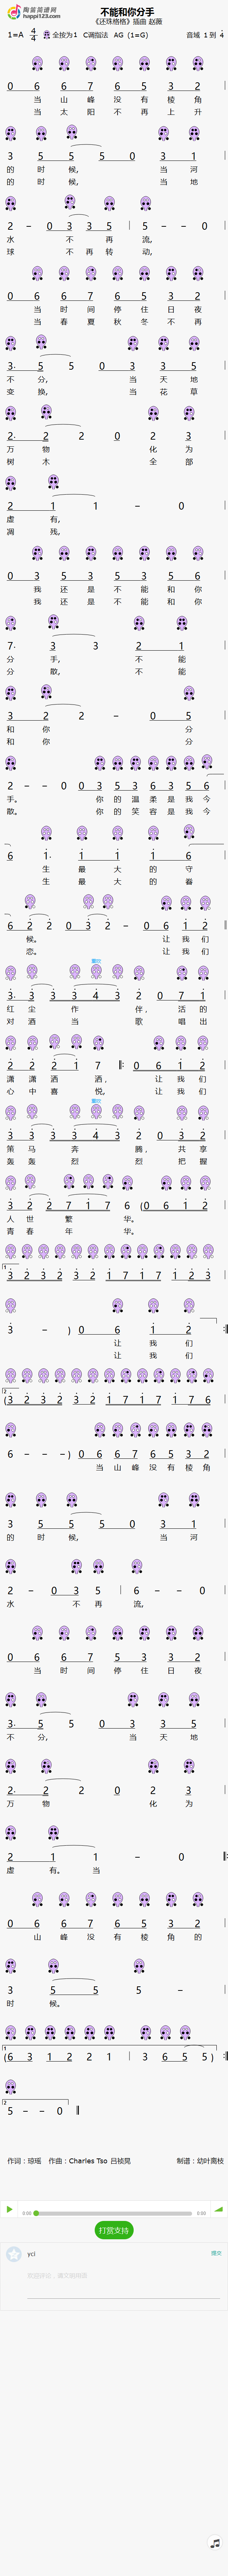 陶笛简谱网
huapu123.com
不能和你分手
《还珠格格》插曲 赵薇
1=A 4/4 全按为1 C调指法 AG (1=G) 音域 1 到 4
0 6 6 7 6 5 3 2
当 山 峰 没 有 棱 角
当 太 阳 不 再 上 升
3 5 5 5 0 3 1
的 时 候, 当 河
的 时 候, 当 地
2 – 0 3 3 5 | 5 – – 0
水 不 再 流,
球 不 再 转 动,
0 6 6 7 6 5 3 2
当 时 间 停 住 日 夜
当 春 夏 秋 冬 不 再
3. 5 5 0 3 3 5
不 分, 当 天 地
变 换, 当 花 草
2. 2 2 0 2 3
万 物 化 为
树 木 全 部
2 1 1 – 0
虚 有,
凋 残,
0 3 5 3 5 3 5 6
我 还 是 不 能 和 你
我 还 是 不 能 和 你
7. 3 3 2 1
分 手, 不 能
分 散, 不 能
3 2 2 – 0 5
和 你 分
和 你 分
2 – – 0 0 3 5 3 6 3 5 6
手。 你 的 温 柔 是 我 今
散。 你 的 笑 容 是 我 今
6 1. 1 1 1 6
生 最 大 的 守
生 最 大 的 眷
6 2 2 0 3 2 – 0 6 1 2
候。 让 我 们
恋。 让 我 们
3. 3 3 3 4 3 2 0 7 1
红 尘 作 伴, 活 的
对 酒 当 歌 唱 出
2 2 2 1 7 0 6 1 2
潇 潇 洒 洒, 让 我 们
心 中 喜 悦, 让 我 们
3. 3 3 3 4 3 2 0 3 2
策 马 奔 腾, 共 享
轰 轰 烈 烈 把 握
3 2 2 7 1 7 6 (0 6 1 2
人 世 繁 华。
青 春 年 华。
1
3 2 3 2 3 2 1 7 1 7 1 2 3
3 – ) 0 6 1 2 :
让 我 们
让 我 们
2
(3 2 3 2 3 2 1 7 1 7 1 7 6
6 – – –) 0 6 6 7 6 5 3 2
当 山 峰 没 有 棱 角
3 5 5 5 0 3 1
的 时 候, 当 河
2 – 0 3 5 | 6 – – 0
水 不 再 流,
0 6 6 7 6 5 3 2
当 时 间 停 住 日 夜
3. 5 5 0 3 3 5
不 分, 当 天 地
2. 2 2 0 2 3
万 物 化 为
2 1 1 – 0
虚 有。 当
0 6 6 7 6 5 3 2
山 峰 没 有 棱 角 的
3 5 5 5 –
时 候。
1
(6 3 1 2 2 1 | 3 6 5 5 ) :
2
5 – – 0
作词：琼瑶 作曲：Charles Tso 吕祯晃 制谱：幼叶需枝
0:00 0:00
打赏支持
ycj 提交